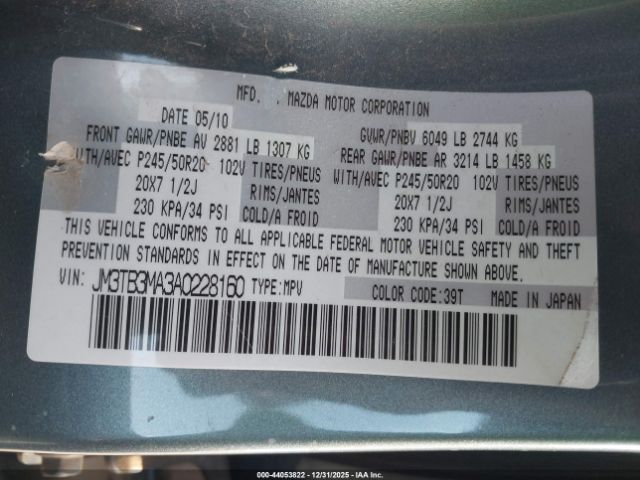 MFD. , MAZDA MOTOR CORPORATION
DATE 05/10
GVWR/PNBV 6049 LB 2744 KG
FRONT GAWR/PNBE AV 2881 LB 1307 KG
REAR GAWR/PNBE AR 3214 LB 1458 KG
WITH/AVEC P245/50R20 102V TIRES/PNEUS
WITH/AVEC P245/50R20 102V TIRES/PNEUS
20X7 1/2J RIMS/JANTES
20X7 1/2J RIMS/JANTES
230 KPA/34 PSI COLD/A FROID
230 KPA/34 PSI COLD/A FROID
THIS VEHICLE CONFORMS TO ALL APPLICABLE FEDERAL MOTOR VEHICLE SAFETY AND THEFT
PREVENTION STANDARDS IN EFFECT ON THE DATE OF MANUFACTURE SHOWN ABOVE.
VIN: JM3TB3MA3A0228160 TYPE:MPV
COLOR CODE:39T MADE IN JAPAN
000-44053822 - 12/31/2025 - IAA Inc.